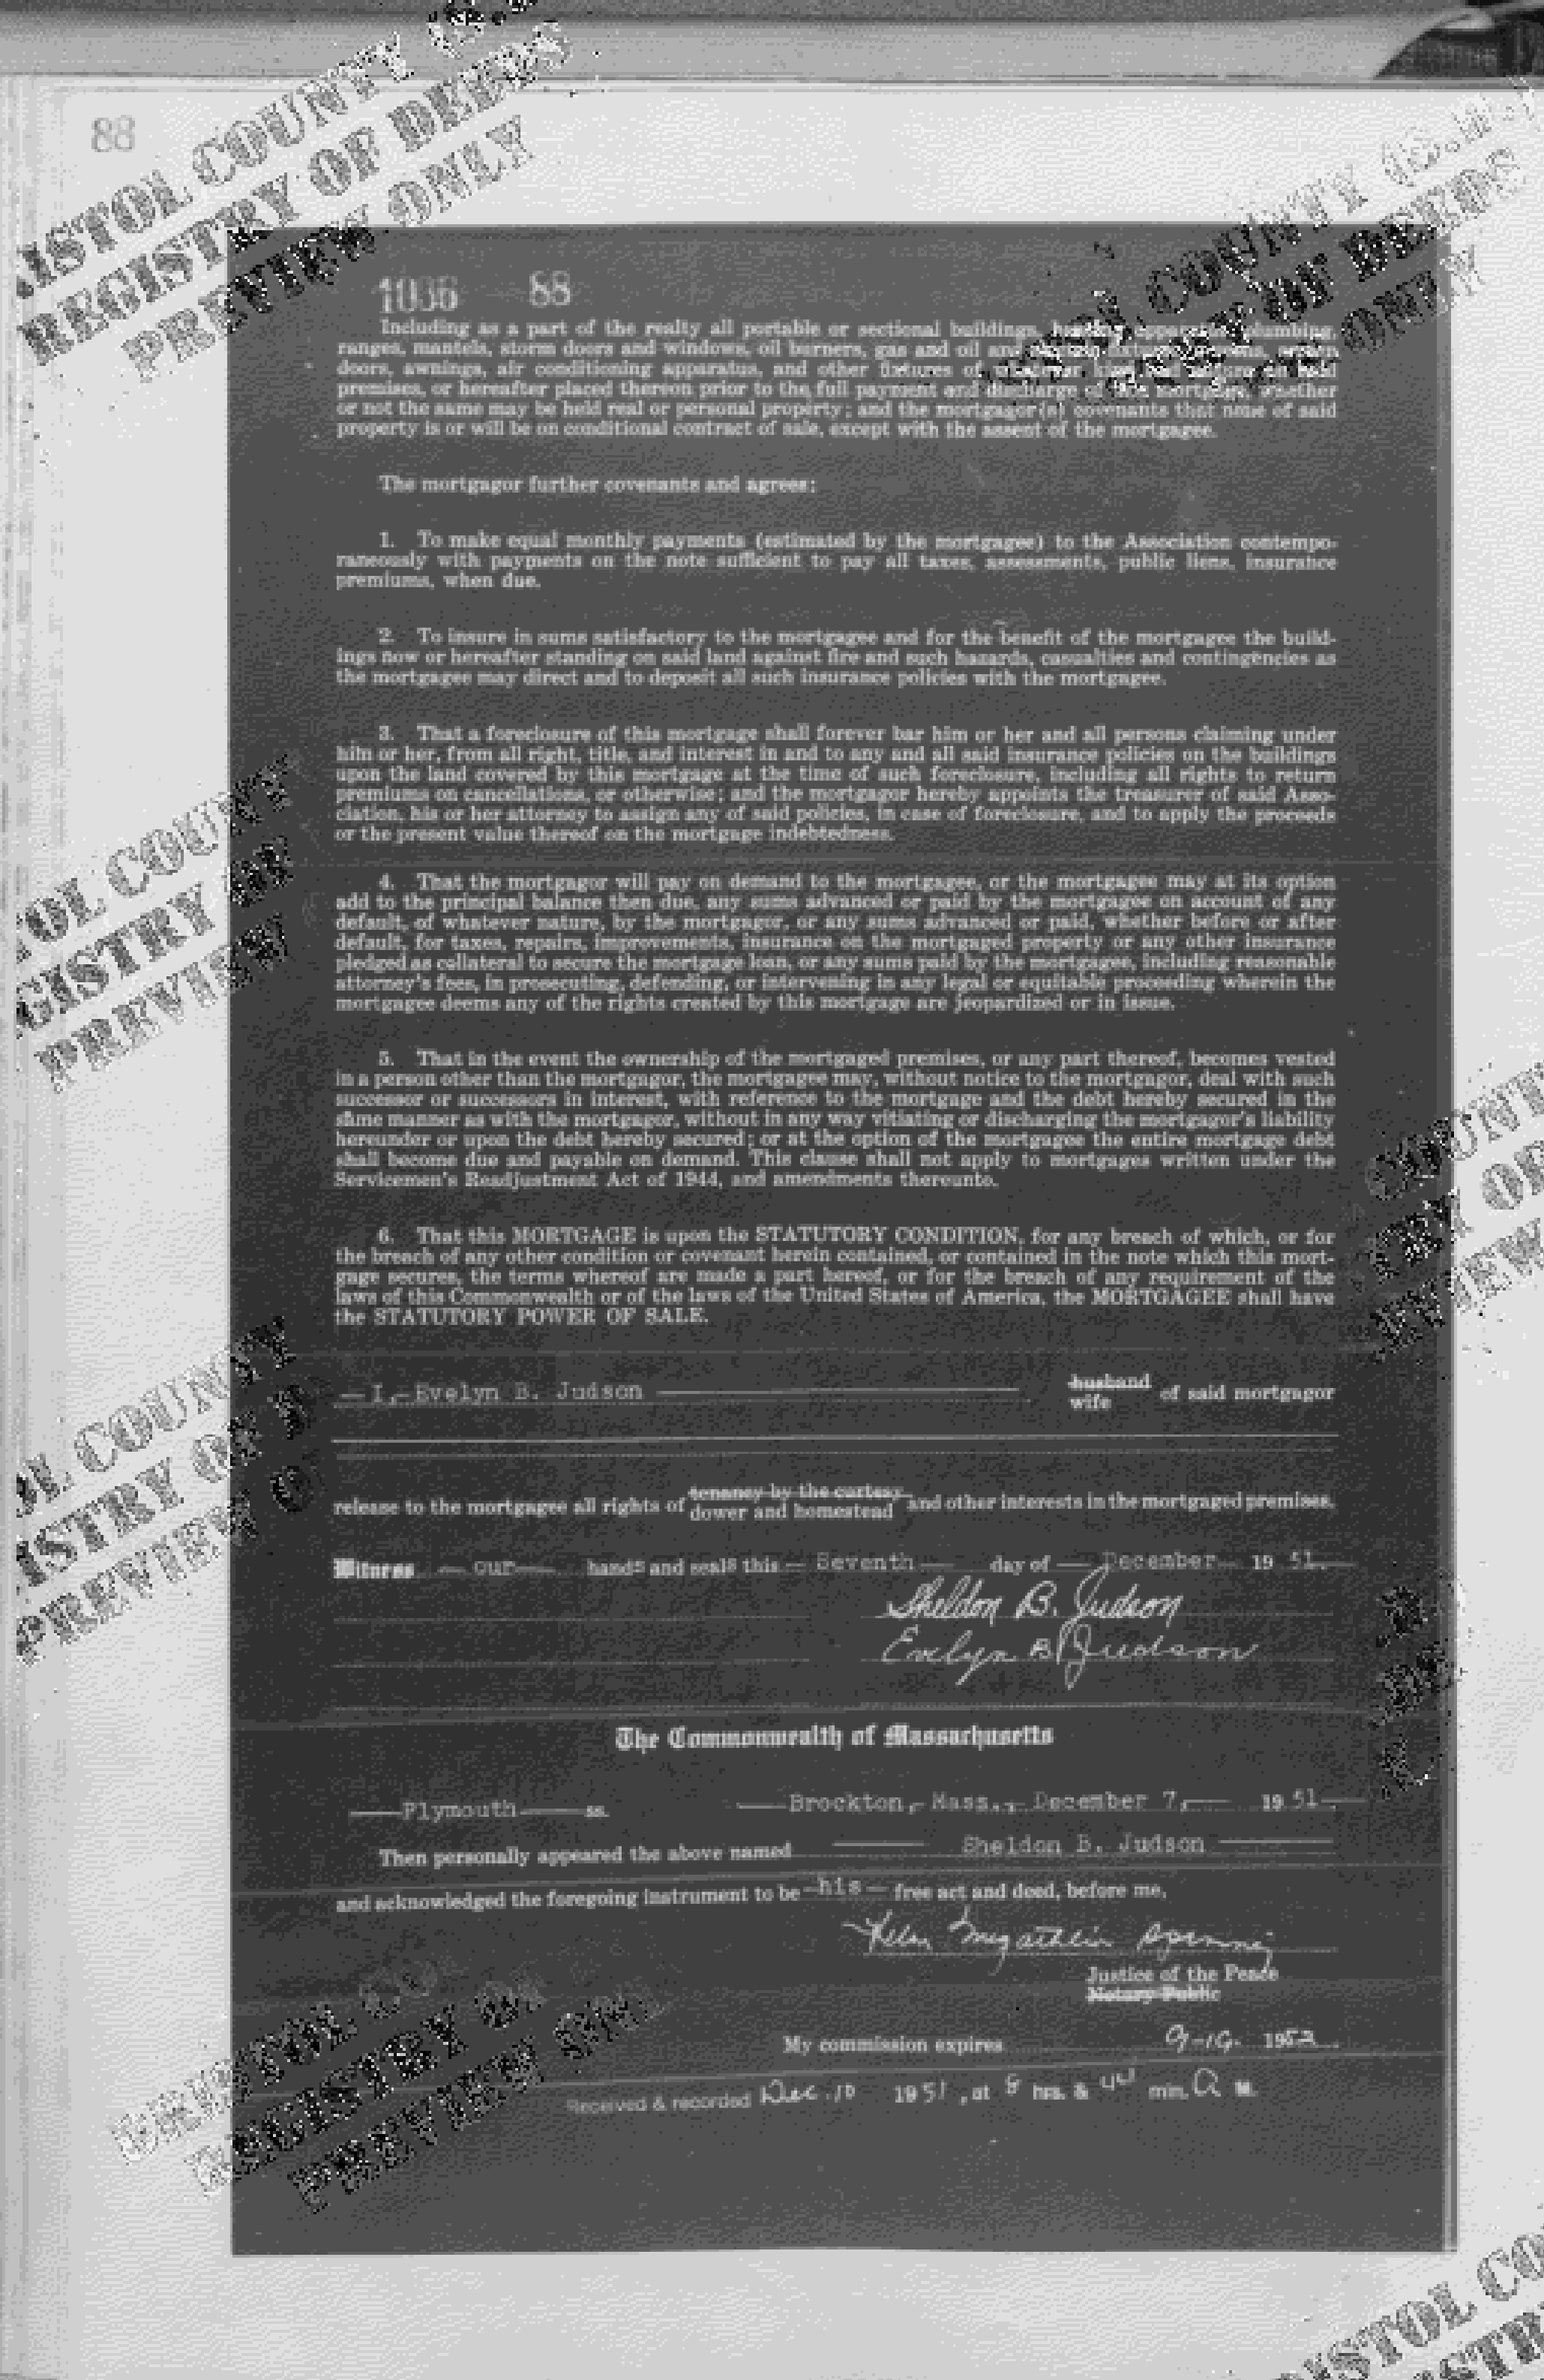 88
1036 88
Including as a part of the realty all portable or sectional buildings, heating apparatus, plumbing,
ranges, mantels, storm doors and windows, oil burners, gas and oil and
doors, awnings, air conditioning apparatus, and other fixtures of whatever kind and nature on said
premises, or hereafter placed thereon prior to the full payment and discharge of this mortgage, whether
or not the same may be held real or personal property; and the mortgagor(s) covenants that none of said
property is or will be on conditional contract of sale, except with the assent of the mortgagee.
The mortgagor further covenants and agrees:
1. To make equal monthly payments (estimated by the mortgagee) to the Association contempo-
raneously with payments on the note sufficient to pay all taxes, assessments, public liens, insurance
premiums, when due.
2. To insure in sums satisfactory to the mortgagee and for the benefit of the mortgagee the build-
ings now or hereafter standing on said land against fire and such hazards, casualties and contingencies as
the mortgagee may direct and to deposit all such insurance policies with the mortgagee.
3. That a foreclosure of this mortgage shall forever bar him or her and all persons claiming under
him or her, from all right, title, and interest in and to any and all said insurance policies on the buildings
upon the land covered by this mortgage at the time of such foreclosure, including all rights to return
premiums on cancellations, or otherwise; and the mortgagor hereby appoints the treasurer of said Asso-
ciation, his or her attorney to assign any of said policies, in case of foreclosure, and to apply the proceeds
or the present value thereof on the mortgage indebtedness.
4. That the mortgagor will pay on demand to the mortgagee, or the mortgagee may at its option
add to the principal balance then due, any sums advanced or paid by the mortgagee on account of any
default, of whatever nature, by the mortgagor, or any sums advanced or paid, whether before or after
default, for taxes, repairs, improvements, insurance on the mortgaged property or any other insurance
pledged as collateral to secure the mortgage loan, or any sums paid by the mortgagee, including reasonable
attorney's fees, in prosecuting, defending, or intervening in any legal or equitable proceeding wherein the
mortgagee deems any of the rights created by this mortgage are jeopardized or in issue.
5. That in the event the ownership of the mortgaged premises, or any part thereof, becomes vested
in a person other than the mortgagor, the mortgagee may, without notice to the mortgagor, deal with such
successor or successors in interest, with reference to the mortgage and the debt hereby secured in the
same manner as with the mortgagor, without in any way vitiating or discharging the mortgagor's liability
hereunder or upon the debt hereby secured; or at the option of the mortgagee the entire mortgage debt
shall become due and payable on demand. This clause shall not apply to mortgages written under the
Servicemen's Readjustment Act of 1944, and amendments thereunto.
6. That this MORTGAGE is upon the STATUTORY CONDITION, for any breach of which, or for
the breach of any other condition or covenant herein contained, or contained in the note which this mort-
gage secures, the terms whereof are made a part hereof, or for the breach of any requirement of the
laws of this Commonwealth or of the laws of the United States of America, the MORTGAGEE shall have
the STATUTORY POWER OF SALE.
I, Evelyn B. Judson husband wife of said mortgagor
release to the mortgagee all rights of tenancy by the curtesy dower and homestead and other interests in the mortgaged premises.
Witness our hands and seals this Seventh day of December 19 51.
Sheldon B. Judson
Evelyn B Judson
The Commonwealth of Massachusetts
Plymouth ss. Brockton, Mass., December 7, 19 51.
Then personally appeared the above named Sheldon B. Judson
and acknowledged the foregoing instrument to be his free act and deed, before me,
Justice of the Peace
Notary Public
My commission expires
Received & recorded Dec. 10 1951, at 8 hrs. & 44 min. A M.
BRISTOL COUNTY
REGISTRY OF DEEDS
PREVIEW ONLY